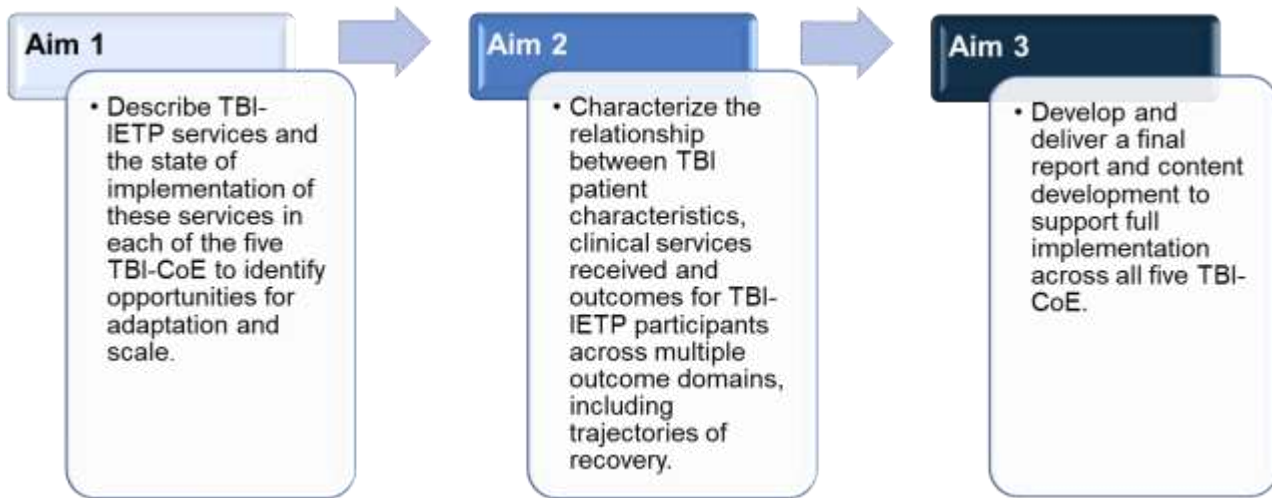 Aim 1
• Describe TBI-
IETP services and
the state of
implementation of
these services in
each of the five
TBI-CoE to identify
opportunities for
adaptation and
scale.
Aim 2
• Characterize the
relationship
between TBI
patient
characteristics,
clinical services
received and
outcomes for TBI-
IETP participants
across multiple
outcome domains,
including
trajectories of
recovery.
Aim 3
• Develop and
deliver a final
report and content
development to
support full
implementation
across all five TBI-
CoE.